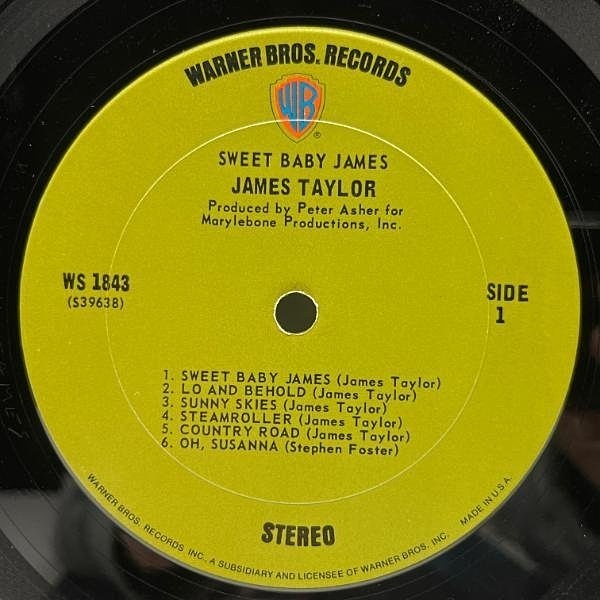 WARNER BROS. RECORDS
WB
®
SWEET BABY JAMES
JAMES TAYLOR
Produced by Peter Asher for
Marylebone Productions, Inc.
WS 1843
(S39638)
SIDE
1
1. SWEET BABY JAMES (James Taylor)
2. LO AND BEHOLD (James Taylor)
3. SUNNY SKIES (James Taylor)
4. STEAMROLLER (James Taylor)
5. COUNTRY ROAD (James Taylor)
6. OH, SUSANNA (Stephen Foster)
STEREO
WARNER BROS. RECORDS INC., A SUBSIDIARY AND LICENSEE OF WARNER BROS. INC.
MADE IN U.S.A.